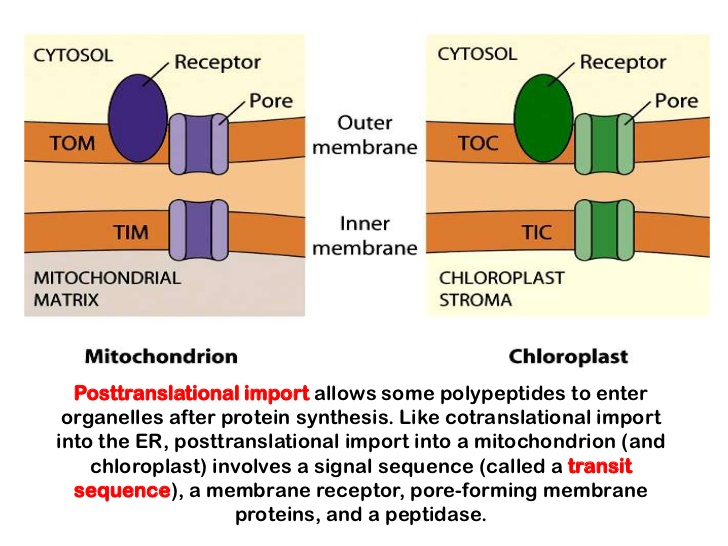 CYTOSOL
Receptor
Pore
TOM
TIM
MITOCHONDRIAL
MATRIX
Outer
membrane
Inner
membrane
CYTOSOL
Receptor
Pore
TOC
TIC
CHLOROPLAST
STROMA
Mitochondrion
Chloroplast
Posttranslational import allows some polypeptides to enter
organelles after protein synthesis. Like cotranslational import
into the ER, posttranslational import into a mitochondrion (and
chloroplast) involves a signal sequence (called a transit
sequence), a membrane receptor, pore-forming membrane
proteins, and a peptidase.